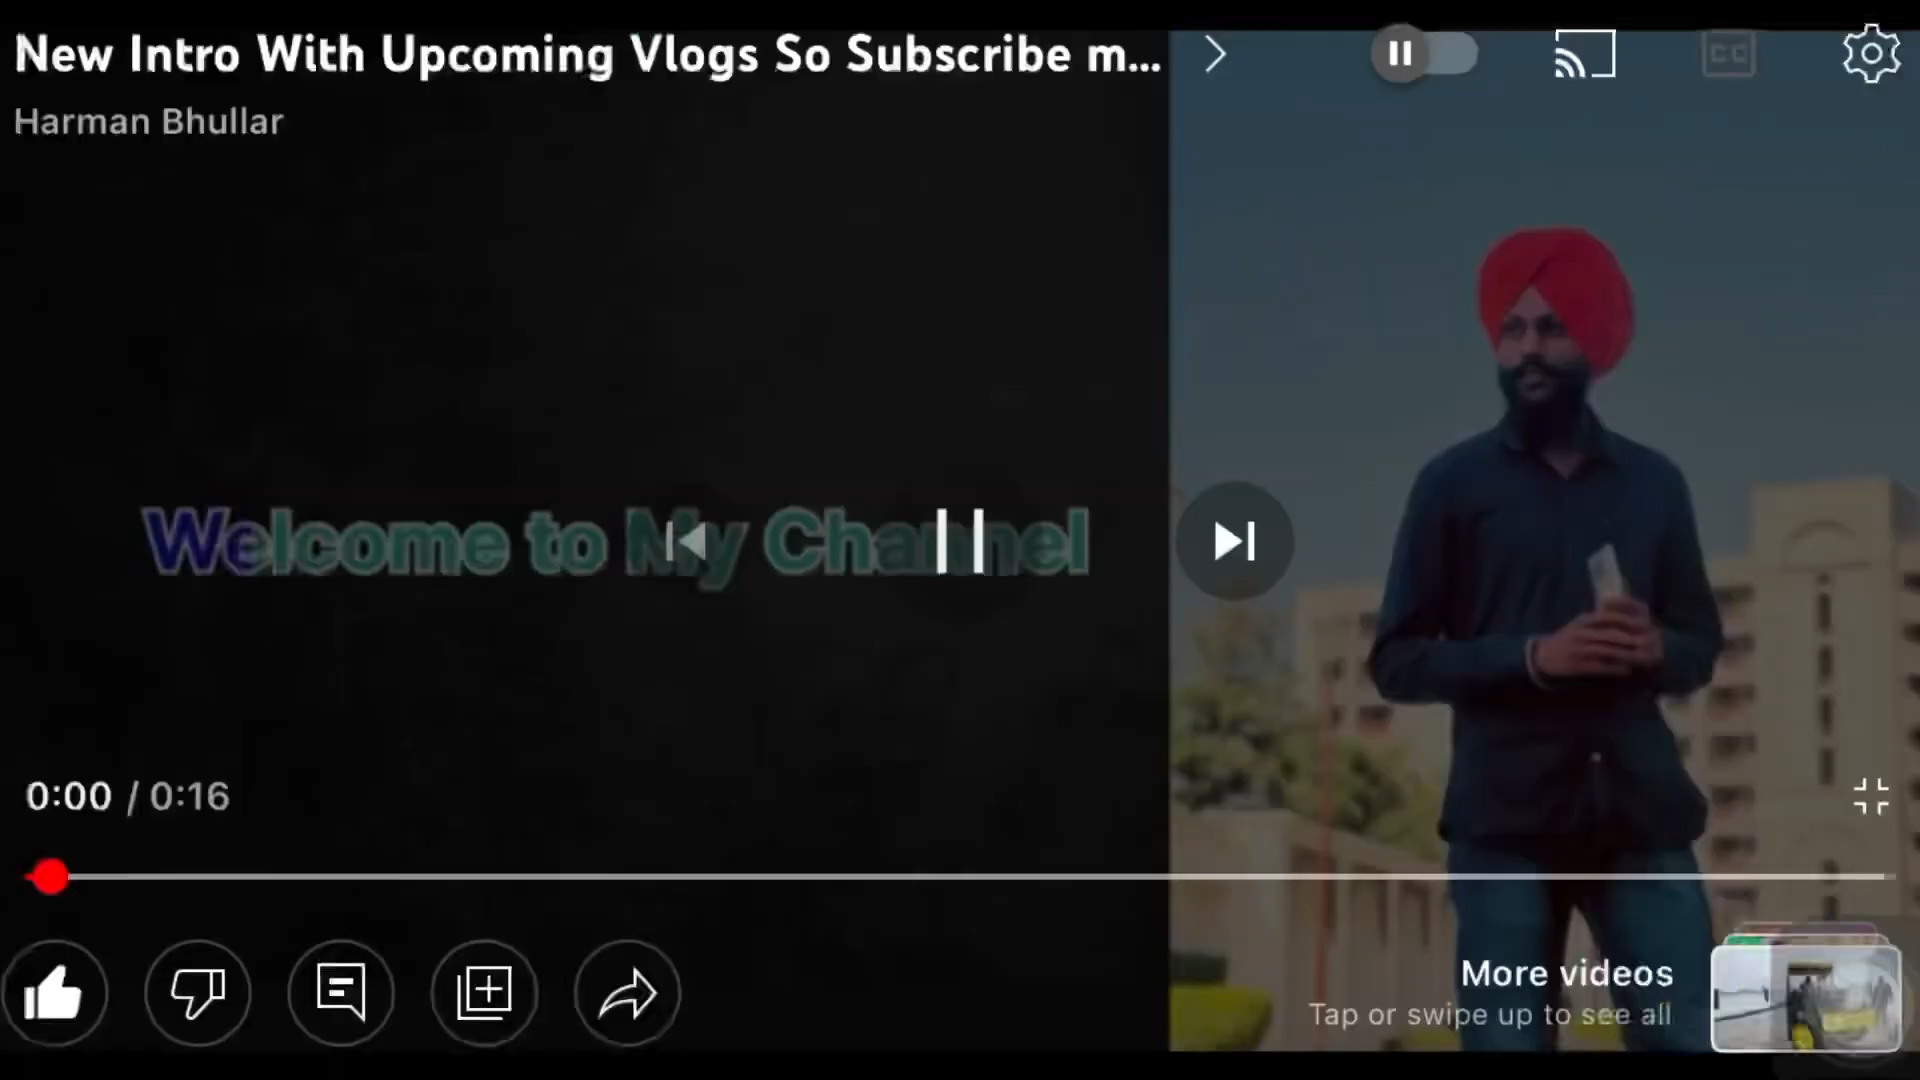 New Intro With Upcoming Vlogs So Subscribe m...
Harman Bhullar
CC
Welcome to My Channel
0:00 / 0:16
More videos
Tap or swipe up to see all